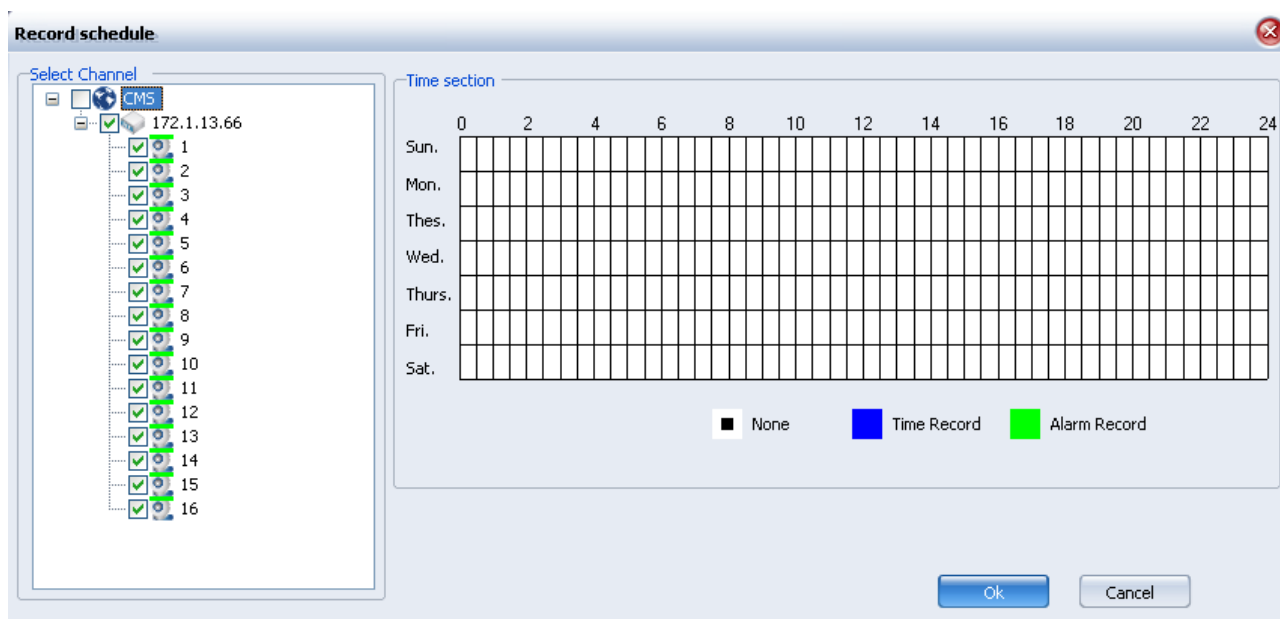 Record schedule
Select Channel
CMS
172.1.13.66
1
2
3
4
5
6
7
8
9
10
11
12
13
14
15
16
Time section
0 2 4 6 8 10 12 14 16 18 20 22 24
Sun.
Mon.
Thes.
Wed.
Thurs.
Fri.
Sat.
None Time Record Alarm Record
Ok Cancel